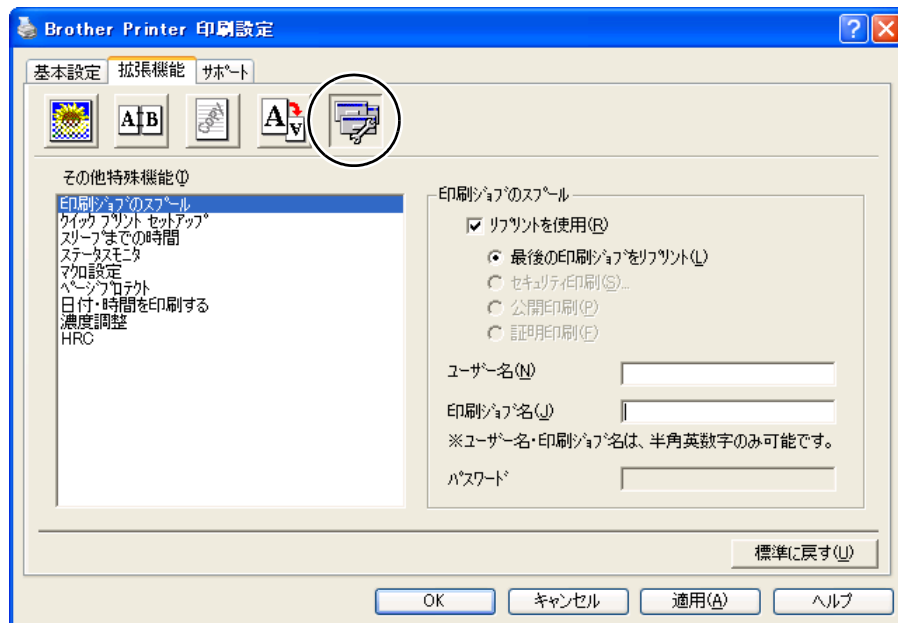 Brother Printer 印刷設定
基本設定 拡張機能 ｻﾎﾟｰﾄ
A B A A
その他特殊機能(I)
印刷ｼﾞｮﾌﾞのｽﾌﾟｰﾙ
ｸｲｯｸ ﾌﾟﾘﾝﾄ ｾｯﾄｱｯﾌﾟ
ｽﾘｰﾌﾟまでの時間
ｽﾃｰﾀｽﾓﾆﾀ
ﾏｸﾛ設定
ﾍﾟｰｼﾞﾌﾟﾛﾃｸﾄ
日付・時間を印刷する
濃度調整
HRC
印刷ｼﾞｮﾌﾞのｽﾌﾟｰﾙ
ﾘﾌﾟﾘﾝﾄを使用(R)
最後の印刷ｼﾞｮﾌﾞをﾘﾌﾟﾘﾝﾄ(L)
ｾｷｭﾘﾃｨ印刷(S)...
公開印刷(P)
証明印刷(F)
ﾕｰｻﾞｰ名(N)
印刷ｼﾞｮﾌﾞ名(J)
※ﾕｰｻﾞｰ名・印刷ｼﾞｮﾌﾞ名は、半角英数字のみ可能です。
ﾊﾟｽﾜｰﾄﾞ
標準に戻す(U)
OK キャンセル 適用(A) ヘルプ